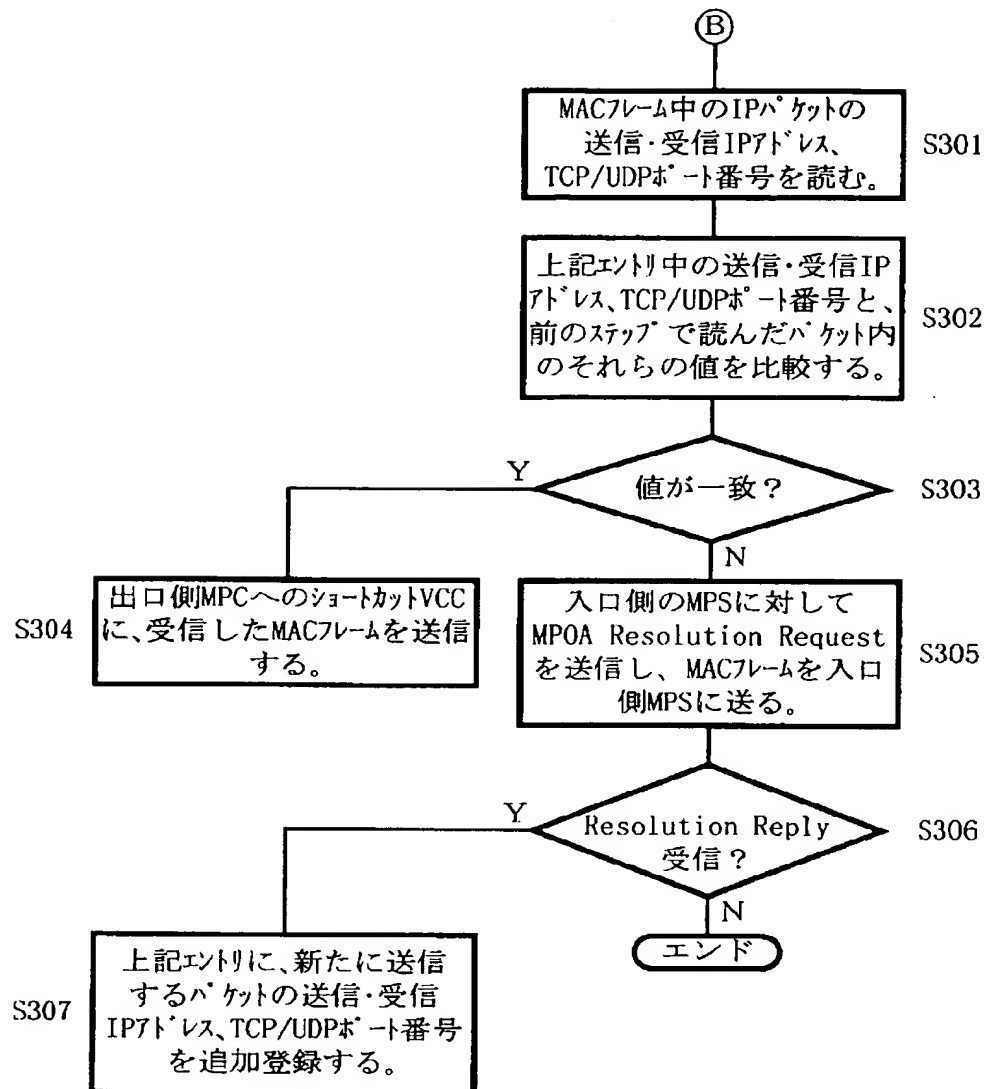 B
MACフレーム中のIPパケットの
送信・受信IPアドレス、
TCP/UDPポート番号を読む。
S301
上記エントリ中の送信・受信IP
アドレス、TCP/UDPポート番号と、
前のステップで読んだパケット内
のそれらの値を比較する。
S302
値が一致？
S303
Y
N
出口側MPCへのショートカットVCC
に、受信したMACフレームを送信
する。
S304
入口側のMPSに対して
MPOA Resolution Request
を送信し、MACフレームを入口
側MPSに送る。
S305
Resolution Reply
受信？
S306
Y
N
エンド
上記エントリに、新たに送信
するパケットの送信・受信
IPアドレス、TCP/UDPポート番号
を追加登録する。
S307